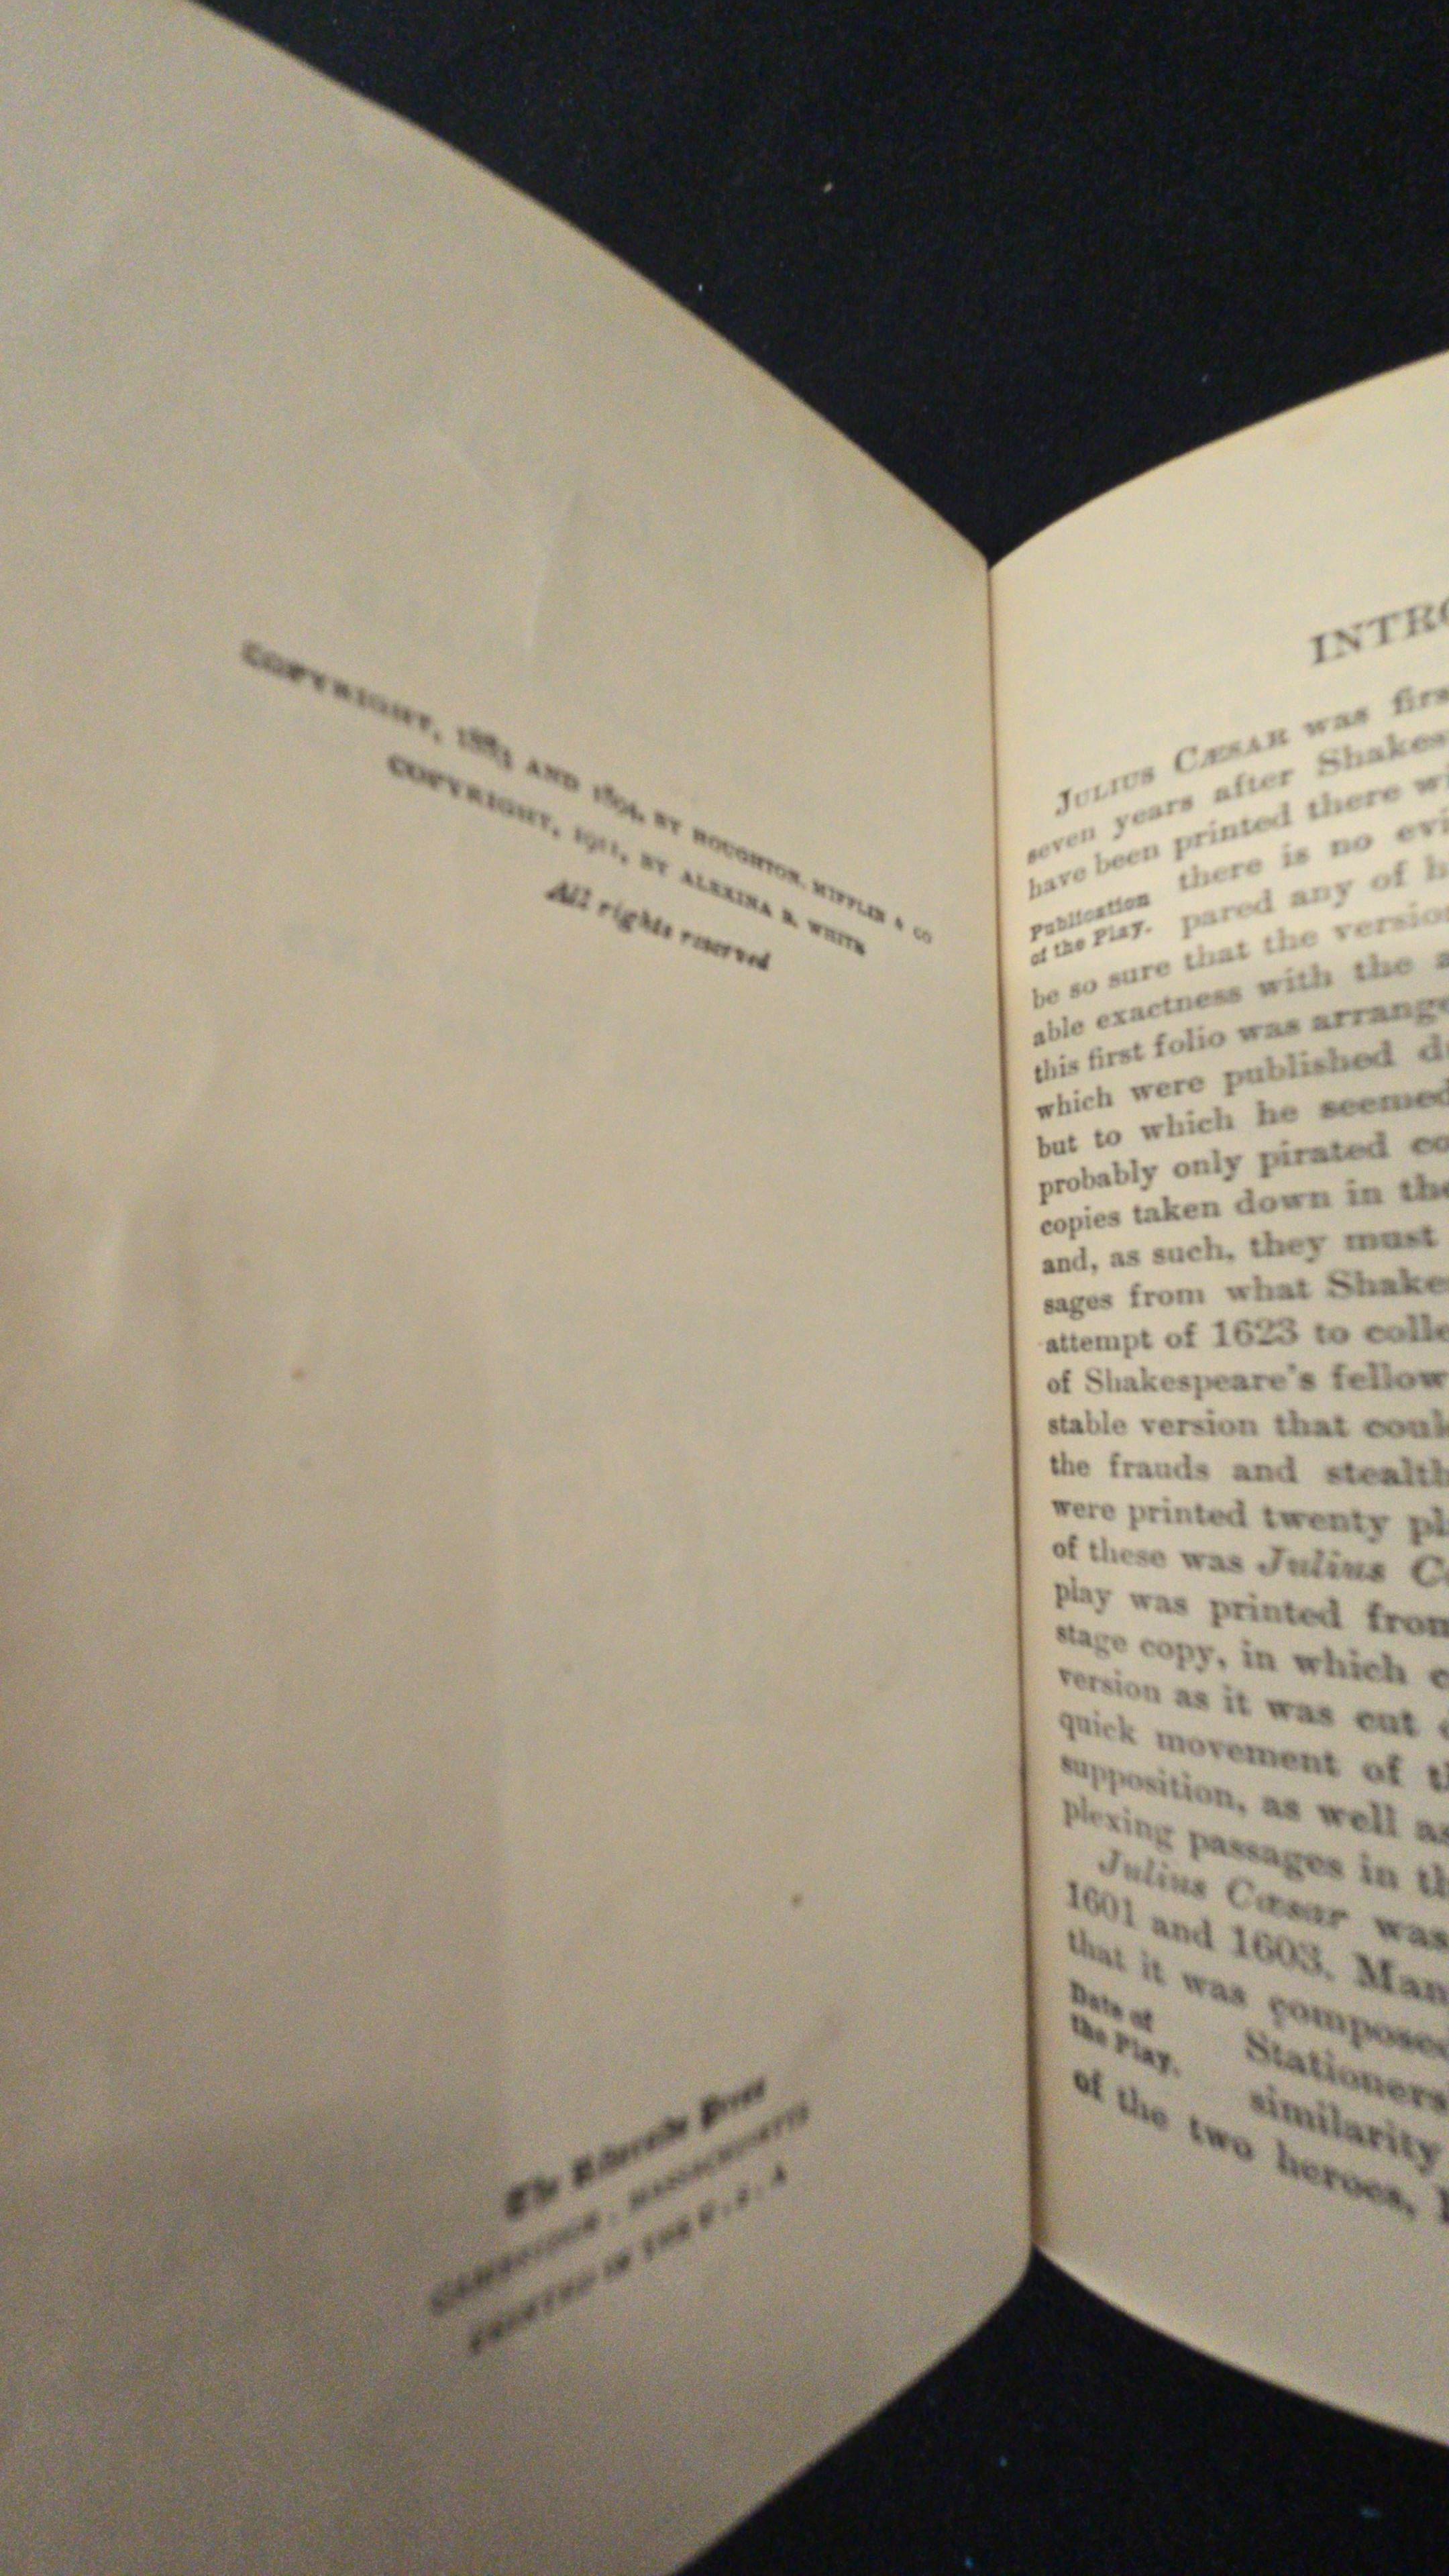 COPYRIGHT, 1883 AND 1894, BY HOUGHTON, MIFFLIN & CO
COPYRIGHT, 1911, BY ALEXINA B. WHITE
All rights reserved
The Riverside Press
CAMBRIDGE . MASSACHUSETTS
PRINTED IN THE U . S . A
INTRO
JULIUS CÆSAR was firs
seven years after Shakes
have been printed there wi
Publication there is no evi
of the Play. pared any of h
be so sure that the versio
able exactness with the a
this first folio was arrange
which were published d
but to which he seemed
probably only pirated co
copies taken down in the
and, as such, they must
sages from what Shake
attempt of 1623 to colle
of Shakespeare's fellow
stable version that coul
the frauds and stealth
were printed twenty pl
of these was Julius C
play was printed from
stage copy, in which
version as it was cut
quick movement of t
supposition, as well as
plexing passages in th
Julius Cæsar was
1601 and 1603. Man
that it was compose
Date of Stationers
the Play. similarity
of the two heroes,